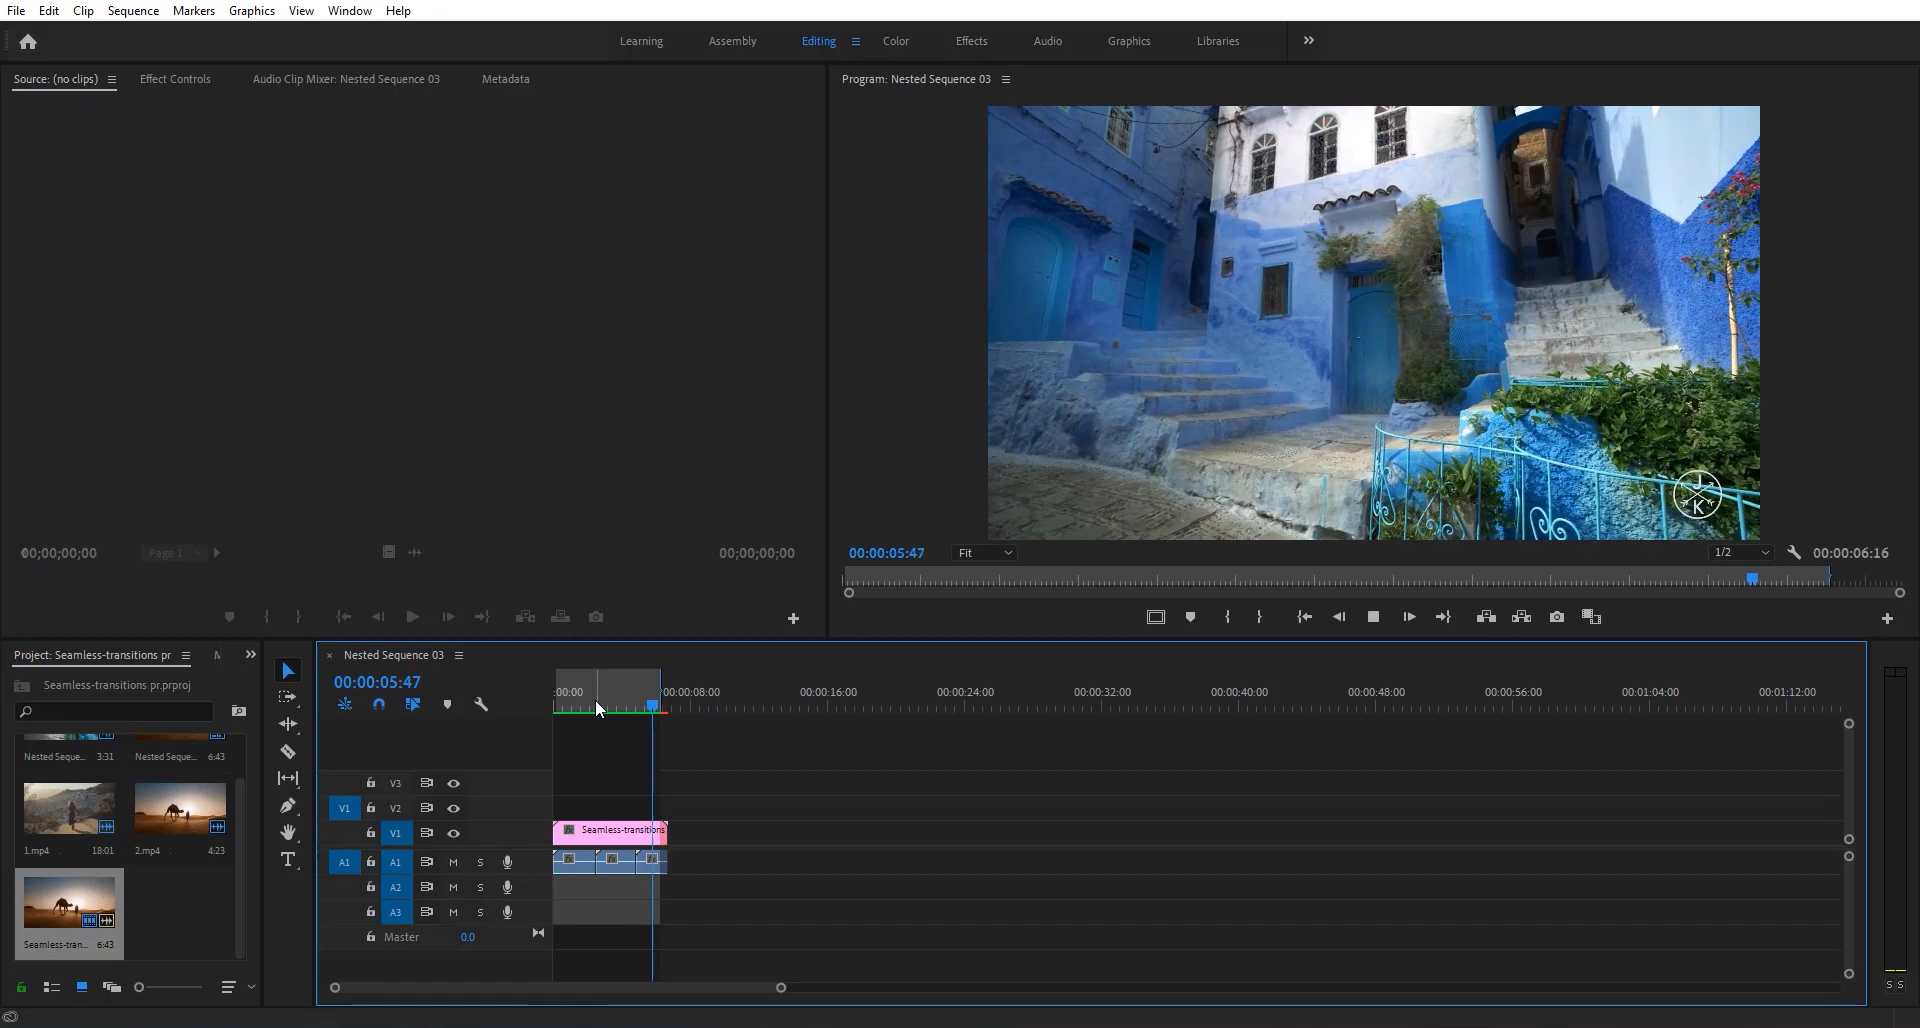 File Edit Clip Sequence Markers Graphics View Window Help
Learning Assembly Editing Color Effects Audio Graphics Libraries
Source: (no clips) Effect Controls Audio Clip Mixer: Nested Sequence 03 Metadata
Program: Nested Sequence 03
J
K
00;00;00;00 Page 1 00;00;00;00
00:00:05:47 Fit 1/2 00:00:06:16
Project: Seamless-transitions pr
Seamless-transitions pr.prproj
Nested Seque... 3:31 Nested Seque... 6:43
1.mp4 18:01 2.mp4 4:23
Seamless-tran... 6:43
Nested Sequence 03
00:00:05:47
:00:00 00:00:08:00 00:00:16:00 00:00:24:00 00:00:32:00 00:00:40:00 00:00:48:00 00:00:56:00 00:01:04:00 00:01:12:00
V3
V1 V2
V1 fx Seamless-transitions
A1 A1 M S fx fx fx
A2 M S
A3 M S
Master 0.0
S S